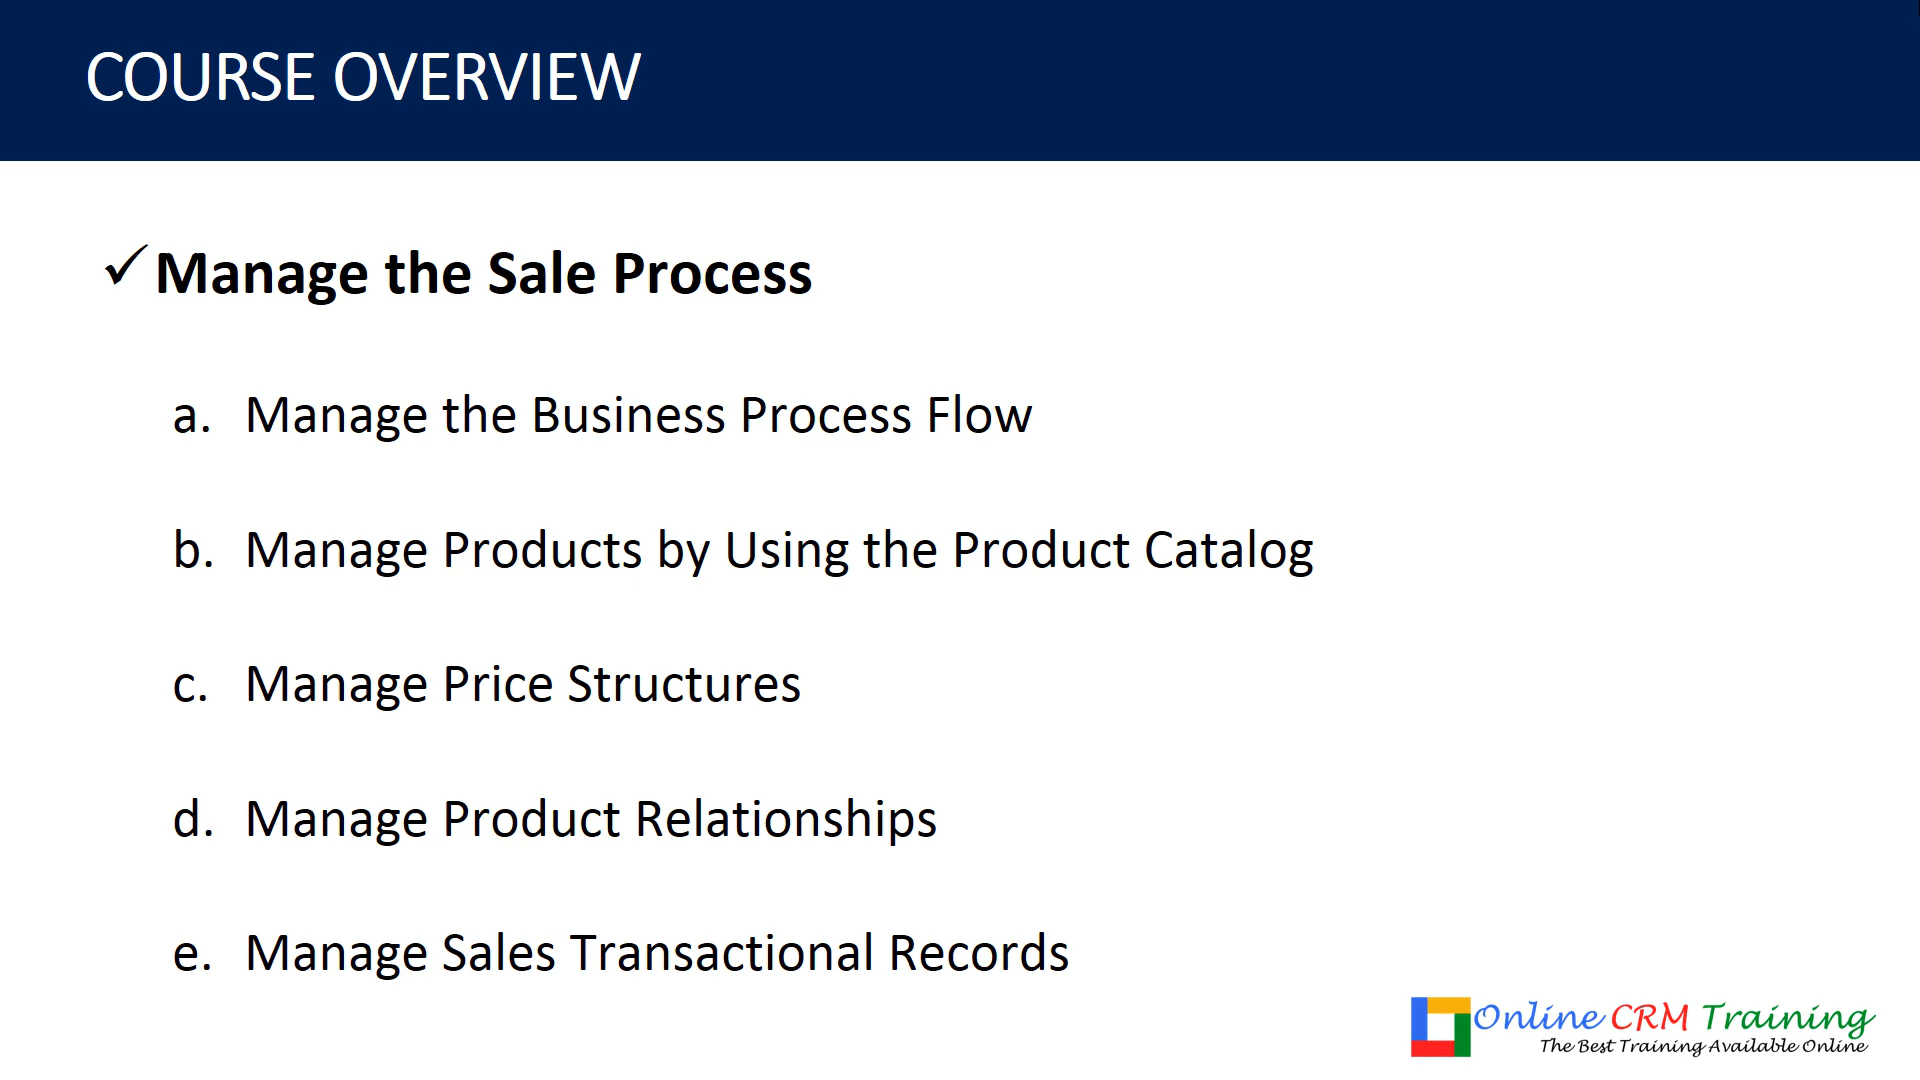 COURSE OVERVIEW
✓Manage the Sale Process
a. Manage the Business Process Flow
b. Manage Products by Using the Product Catalog
c. Manage Price Structures
d. Manage Product Relationships
e. Manage Sales Transactional Records
Online CRM Training
The Best Training Available Online